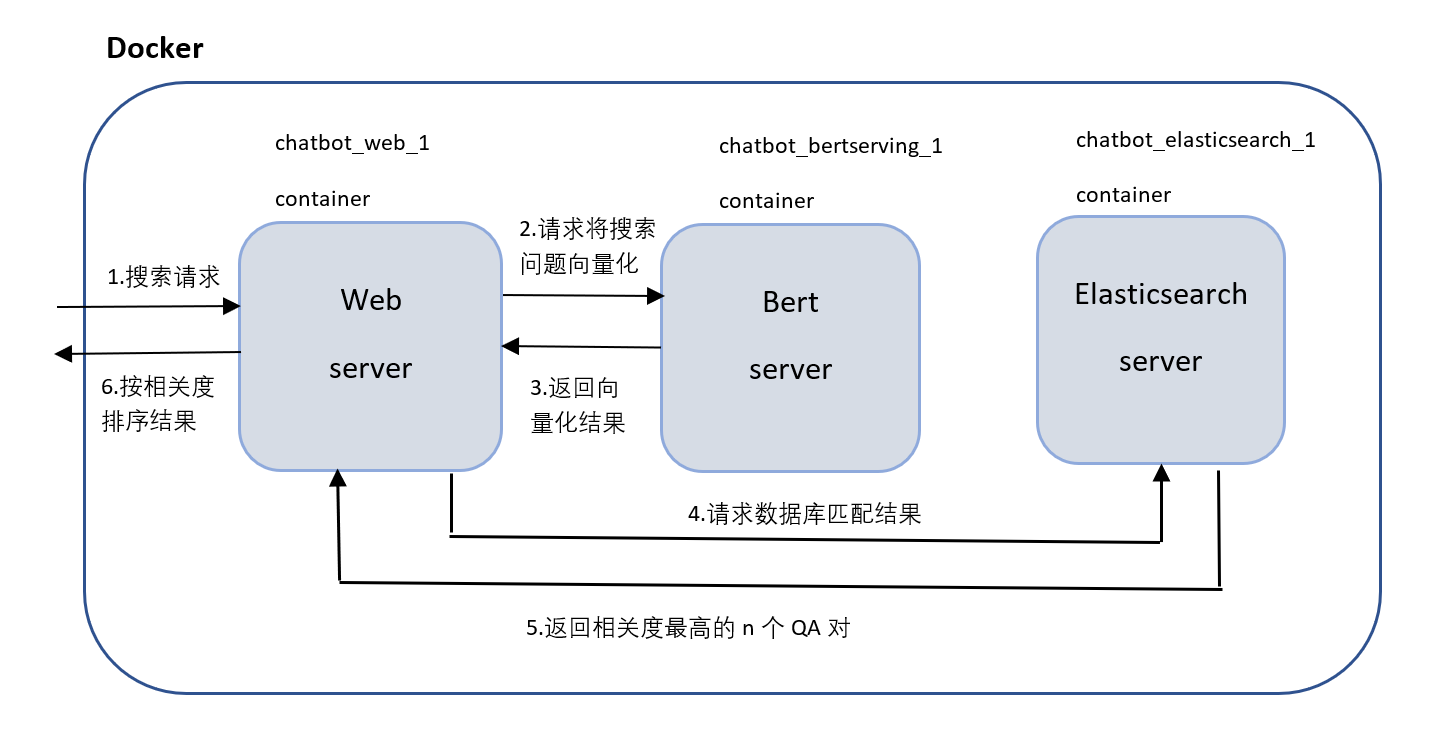 Docker
chatbot_web_1
container
chatbot_bertserving_1
container
chatbot_elasticsearch_1
container
1.搜索请求
2.请求将搜索
问题向量化
Web
server
Bert
server
Elasticsearch
server
6.按相关度
排序结果
3.返回向
量化结果
4.请求数据库匹配结果
5.返回相关度最高的 n 个 QA 对